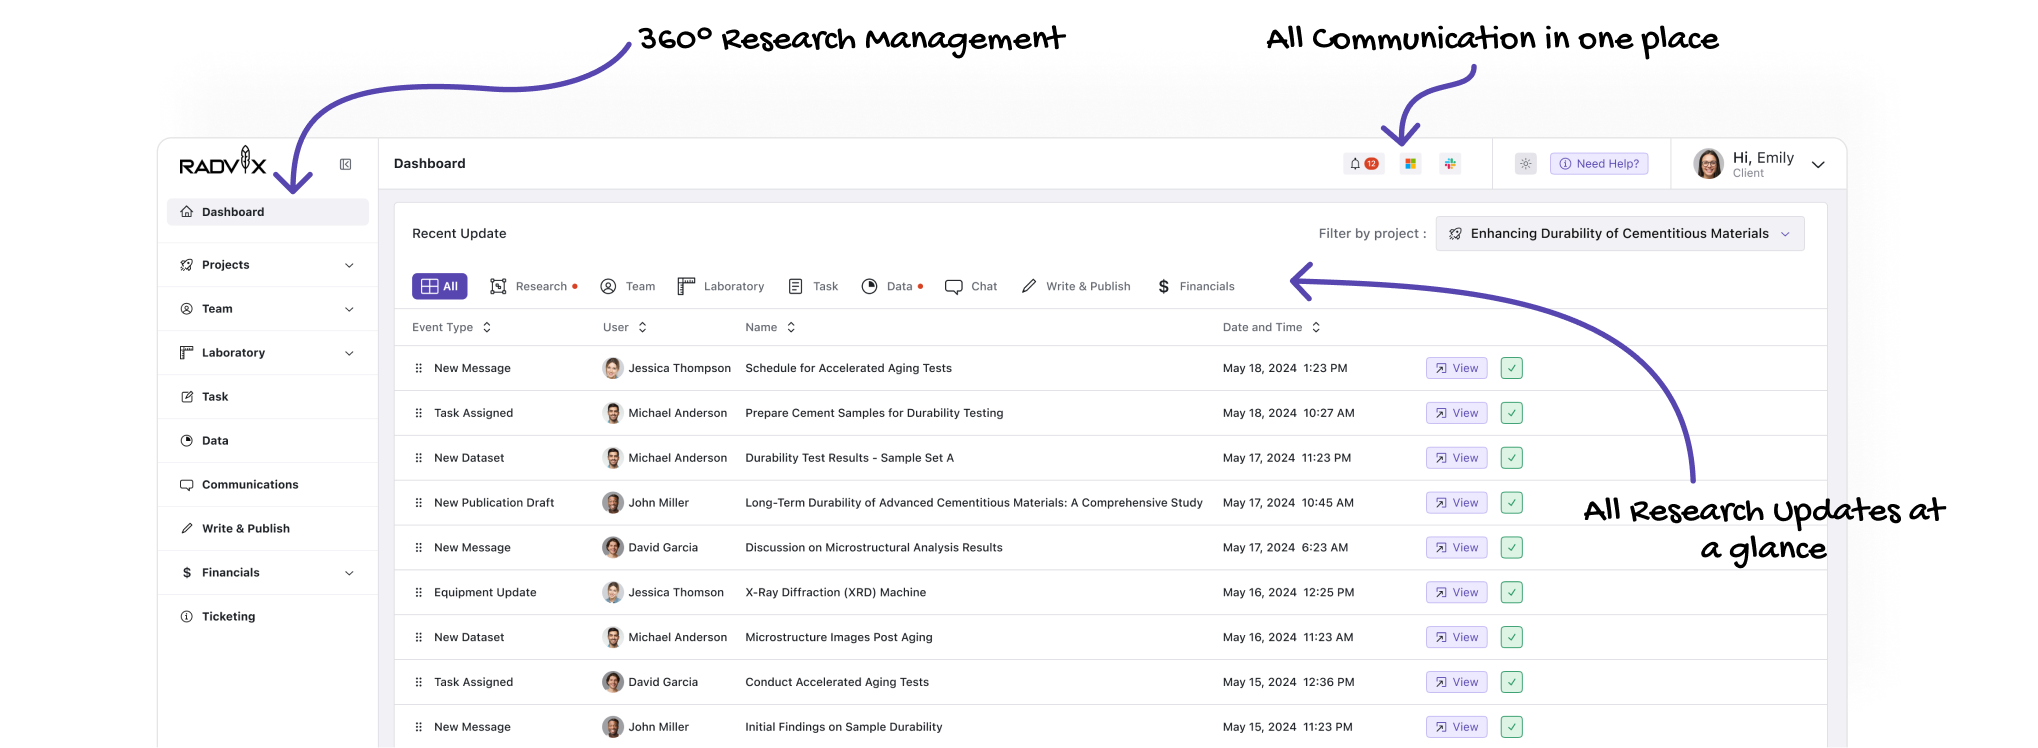 360° Research Management
All Communication in one place
RADVIX
Dashboard
12
Need Help?
Hi, Emily
Client
Dashboard
Projects
Team
Laboratory
Task
Data
Communications
Write & Publish
$ Financials
Ticketing
Recent Update
Filter by project :
Enhancing Durability of Cementitious Materials
All Research Team Laboratory Task Data Chat Write & Publish $ Financials
Event Type User Name Date and Time
New Message Jessica Thompson Schedule for Accelerated Aging Tests May 18, 2024 1:23 PM View
Task Assigned Michael Anderson Prepare Cement Samples for Durability Testing May 18, 2024 10:27 AM View
New Dataset Michael Anderson Durability Test Results - Sample Set A May 17, 2024 11:23 PM View
New Publication Draft John Miller Long-Term Durability of Advanced Cementitious Materials: A Comprehensive Study May 17, 2024 10:45 AM View
New Message David Garcia Discussion on Microstructural Analysis Results May 17, 2024 6:23 AM View
Equipment Update Jessica Thomson X-Ray Diffraction (XRD) Machine May 16, 2024 12:25 PM View
New Dataset Michael Anderson Microstructure Images Post Aging May 16, 2024 11:23 AM View
Task Assigned David Garcia Conduct Accelerated Aging Tests May 15, 2024 12:36 PM View
New Message John Miller Initial Findings on Sample Durability May 15, 2024 11:23 PM View
All Research Updates at
a glance